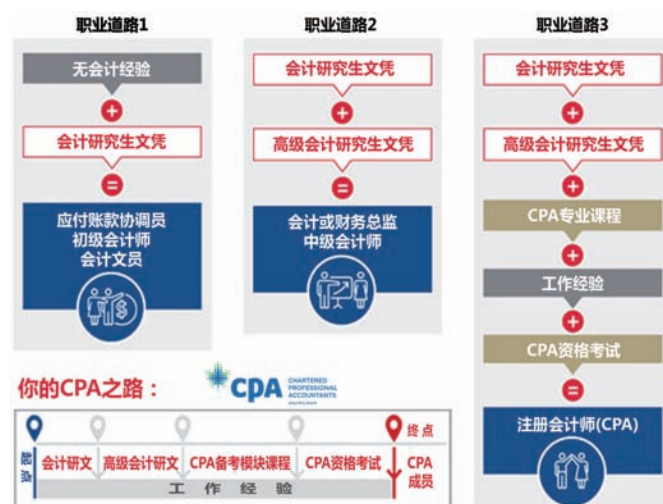 职业道路1
无会计经验
+
会计研究生文凭
=
应付账款协调员
初级会计师
会计文员
$
职业道路2
会计研究生文凭
+
高级会计研究生文凭
=
会计或财务总监
中级会计师
职业道路3
会计研究生文凭
+
高级会计研究生文凭
+
CPA专业课程
+
工作经验
+
CPA资格考试
=
注册会计师(CPA)
你的CPA之路：
CPA
CHARTERED
PROFESSIONAL
ACCOUNTANTS
终点
起点
会计研文
高级会计研文
CPA备考模块课程
CPA资格考试
CPA
成员
工作经验